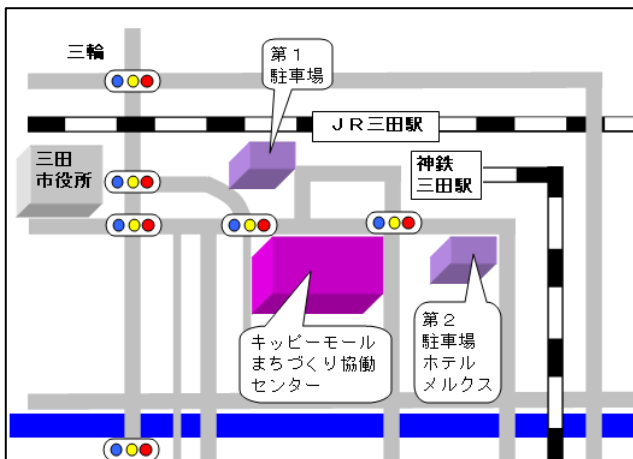 三輪
第１
駐車場
ＪＲ三田駅
三田
市役所
神鉄
三田駅
キッピーモール
まちづくり協働
センター
第２
駐車場
ホテル
メルクス